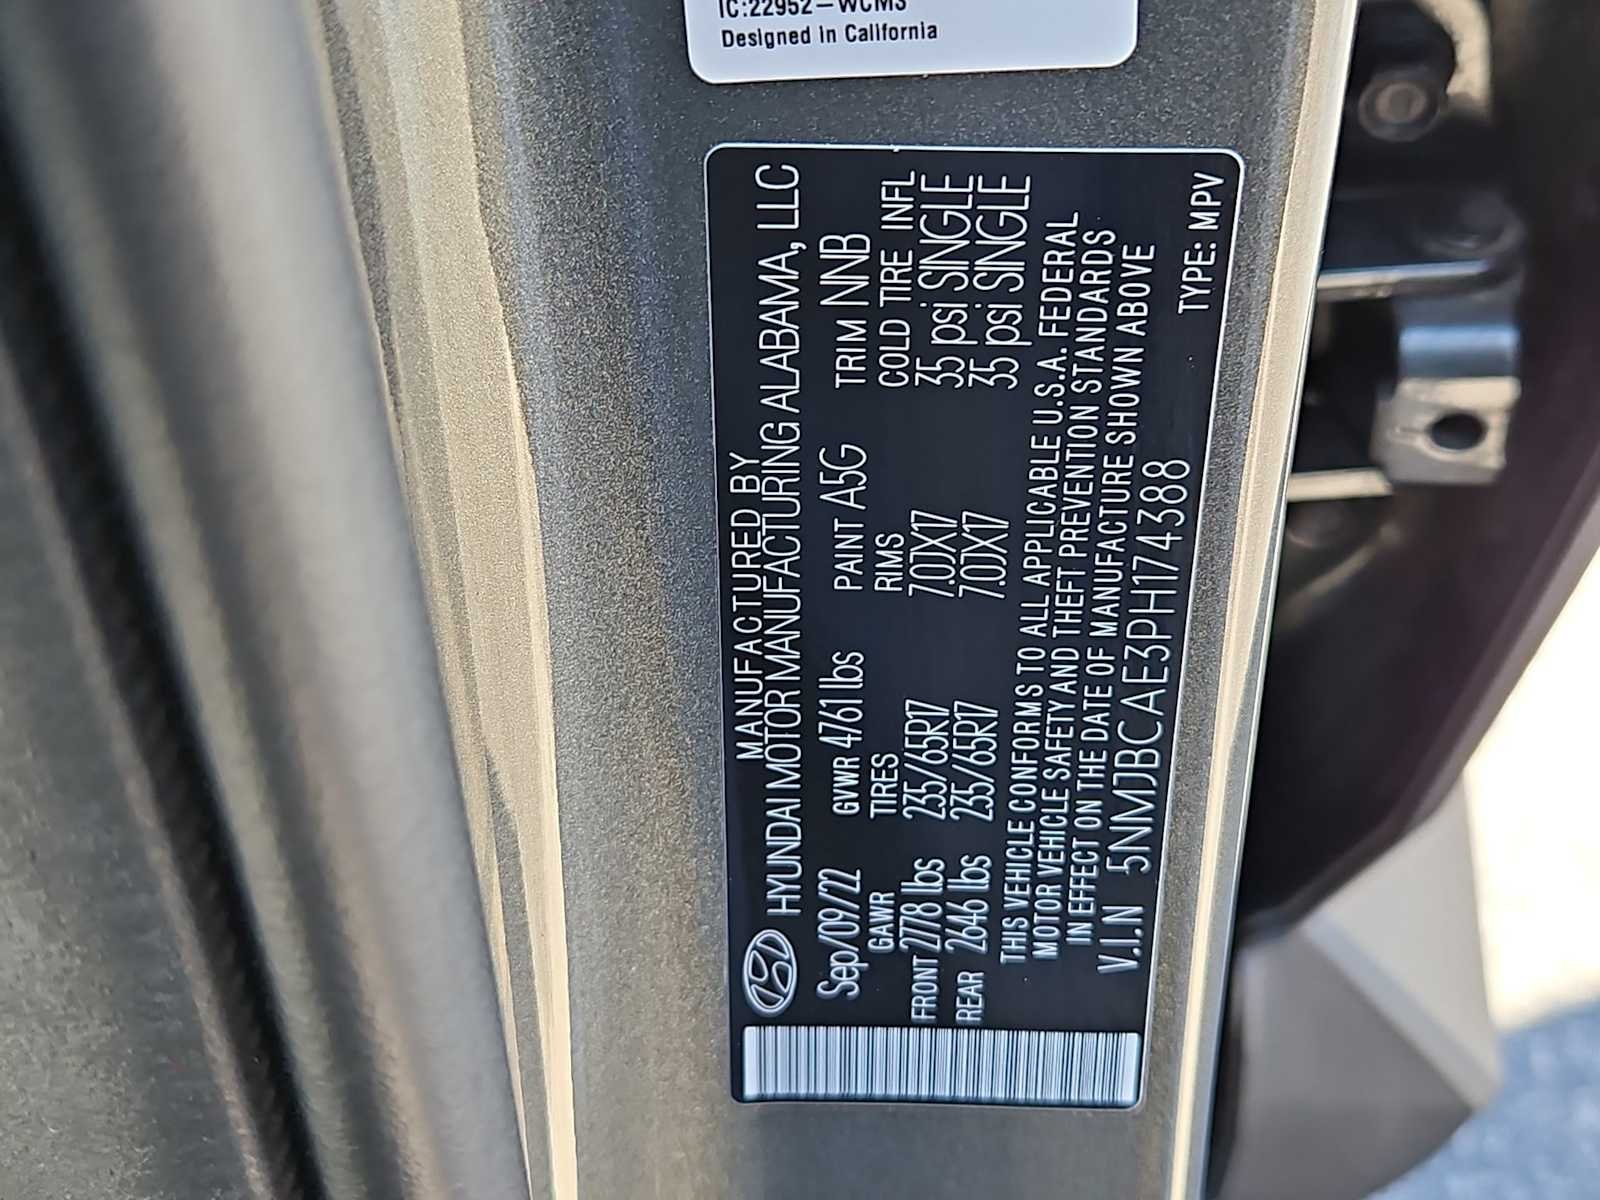 IC:22952-WCMS
Designed in California
MANUFACTURED BY
HYUNDAI MOTOR MANUFACTURING ALABAMA, LLC
Sep/09/22 GVWR 4761 lbs PAINT A5G TRIM NNB
GAWR TIRES RIMS COLD TIRE INFL
FRONT 2778 lbs 235/65R17 7.0JX17 35 psi SINGLE
REAR 2646 lbs 235/65R17 7.0JX17 35 psi SINGLE
THIS VEHICLE CONFORMS TO ALL APPLICABLE U.S.A. FEDERAL
MOTOR VEHICLE SAFETY AND THEFT PREVENTION STANDARDS
IN EFFECT ON THE DATE OF MANUFACTURE SHOWN ABOVE
V.I.N 5NMJBCAE3PH174388 TYPE: MPV